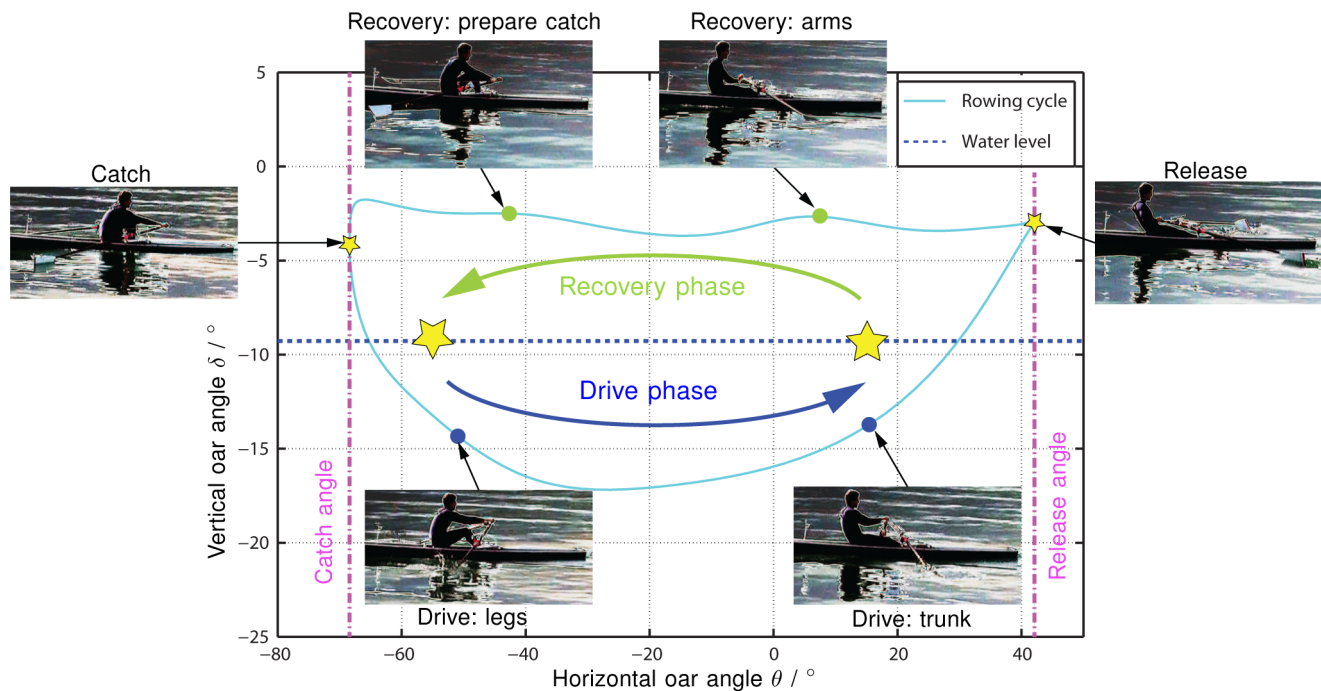 Recovery: prepare catch
Recovery: arms
Rowing cycle
Water level
Catch
Release
Recovery phase
Drive phase
Catch angle
Release angle
Drive: legs
Drive: trunk
Vertical oar angle δ / °
5
0
−5
−10
−15
−20
−25
−80
−60
−40
−20
0
20
40
Horizontal oar angle θ / °